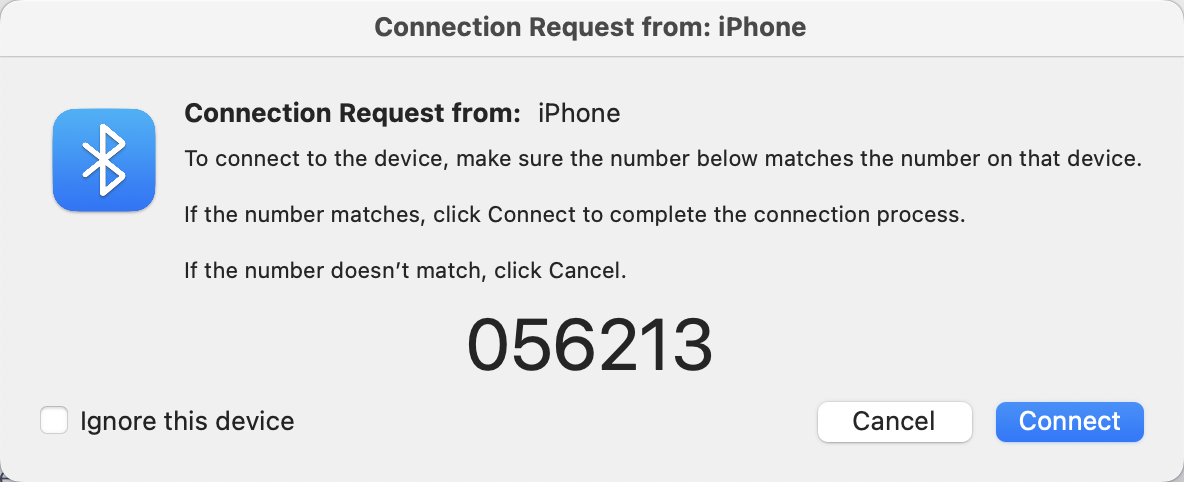 Connection Request from: iPhone
Connection Request from: iPhone
To connect to the device, make sure the number below matches the number on that device.
If the number matches, click Connect to complete the connection process.
If the number doesn’t match, click Cancel.
056213
Ignore this device
Cancel
Connect